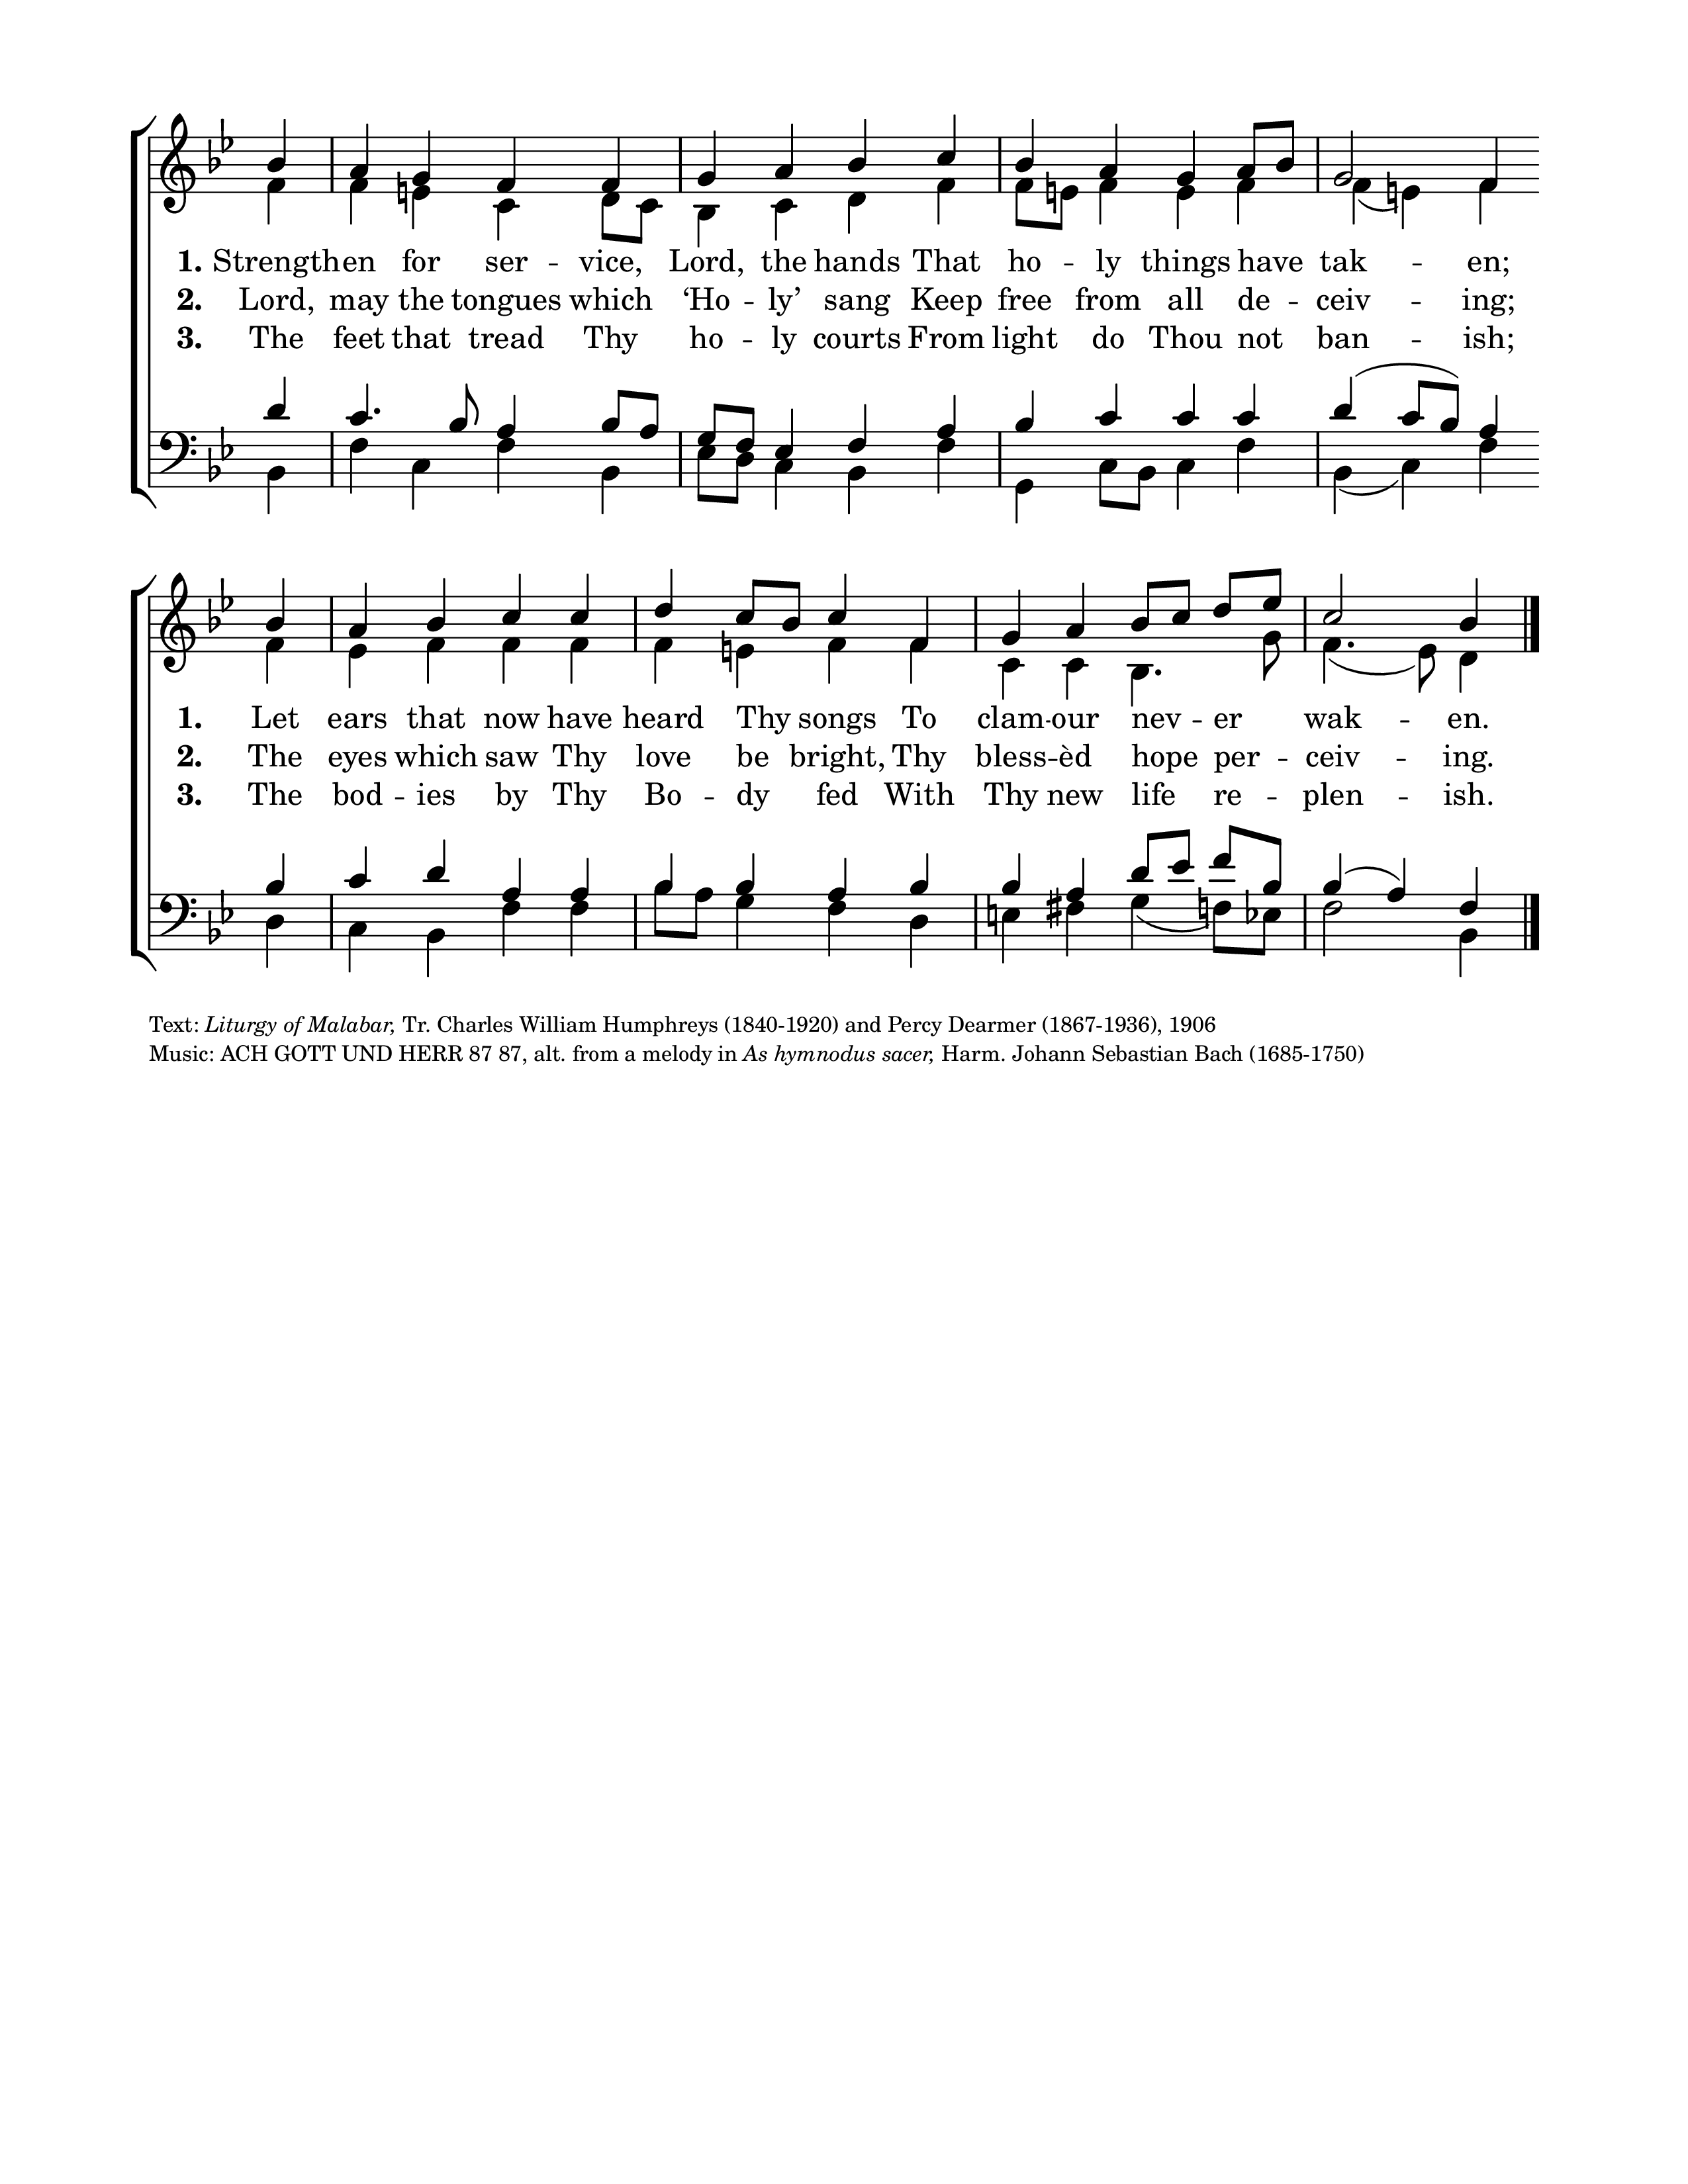 1. Strength-en for ser -- vice, Lord, the hands That ho -- ly things have tak -- en;
2. Lord, may the tongues which ‘Ho -- ly’ sang Keep free from all de -- ceiv -- ing;
3. The feet that tread Thy ho -- ly courts From light do Thou not ban -- ish;
1. Let ears that now have heard Thy songs To clam -- our nev -- er wak -- en.
2. The eyes which saw Thy love be bright, Thy bless -- èd hope per -- ceiv -- ing.
3. The bod -- ies by Thy Bo -- dy fed With Thy new life re -- plen -- ish.
Text: Liturgy of Malabar, Tr. Charles William Humphreys (1840-1920) and Percy Dearmer (1867-1936), 1906
Music: ACH GOTT UND HERR 87 87, alt. from a melody in As hymnodus sacer, Harm. Johann Sebastian Bach (1685-1750)